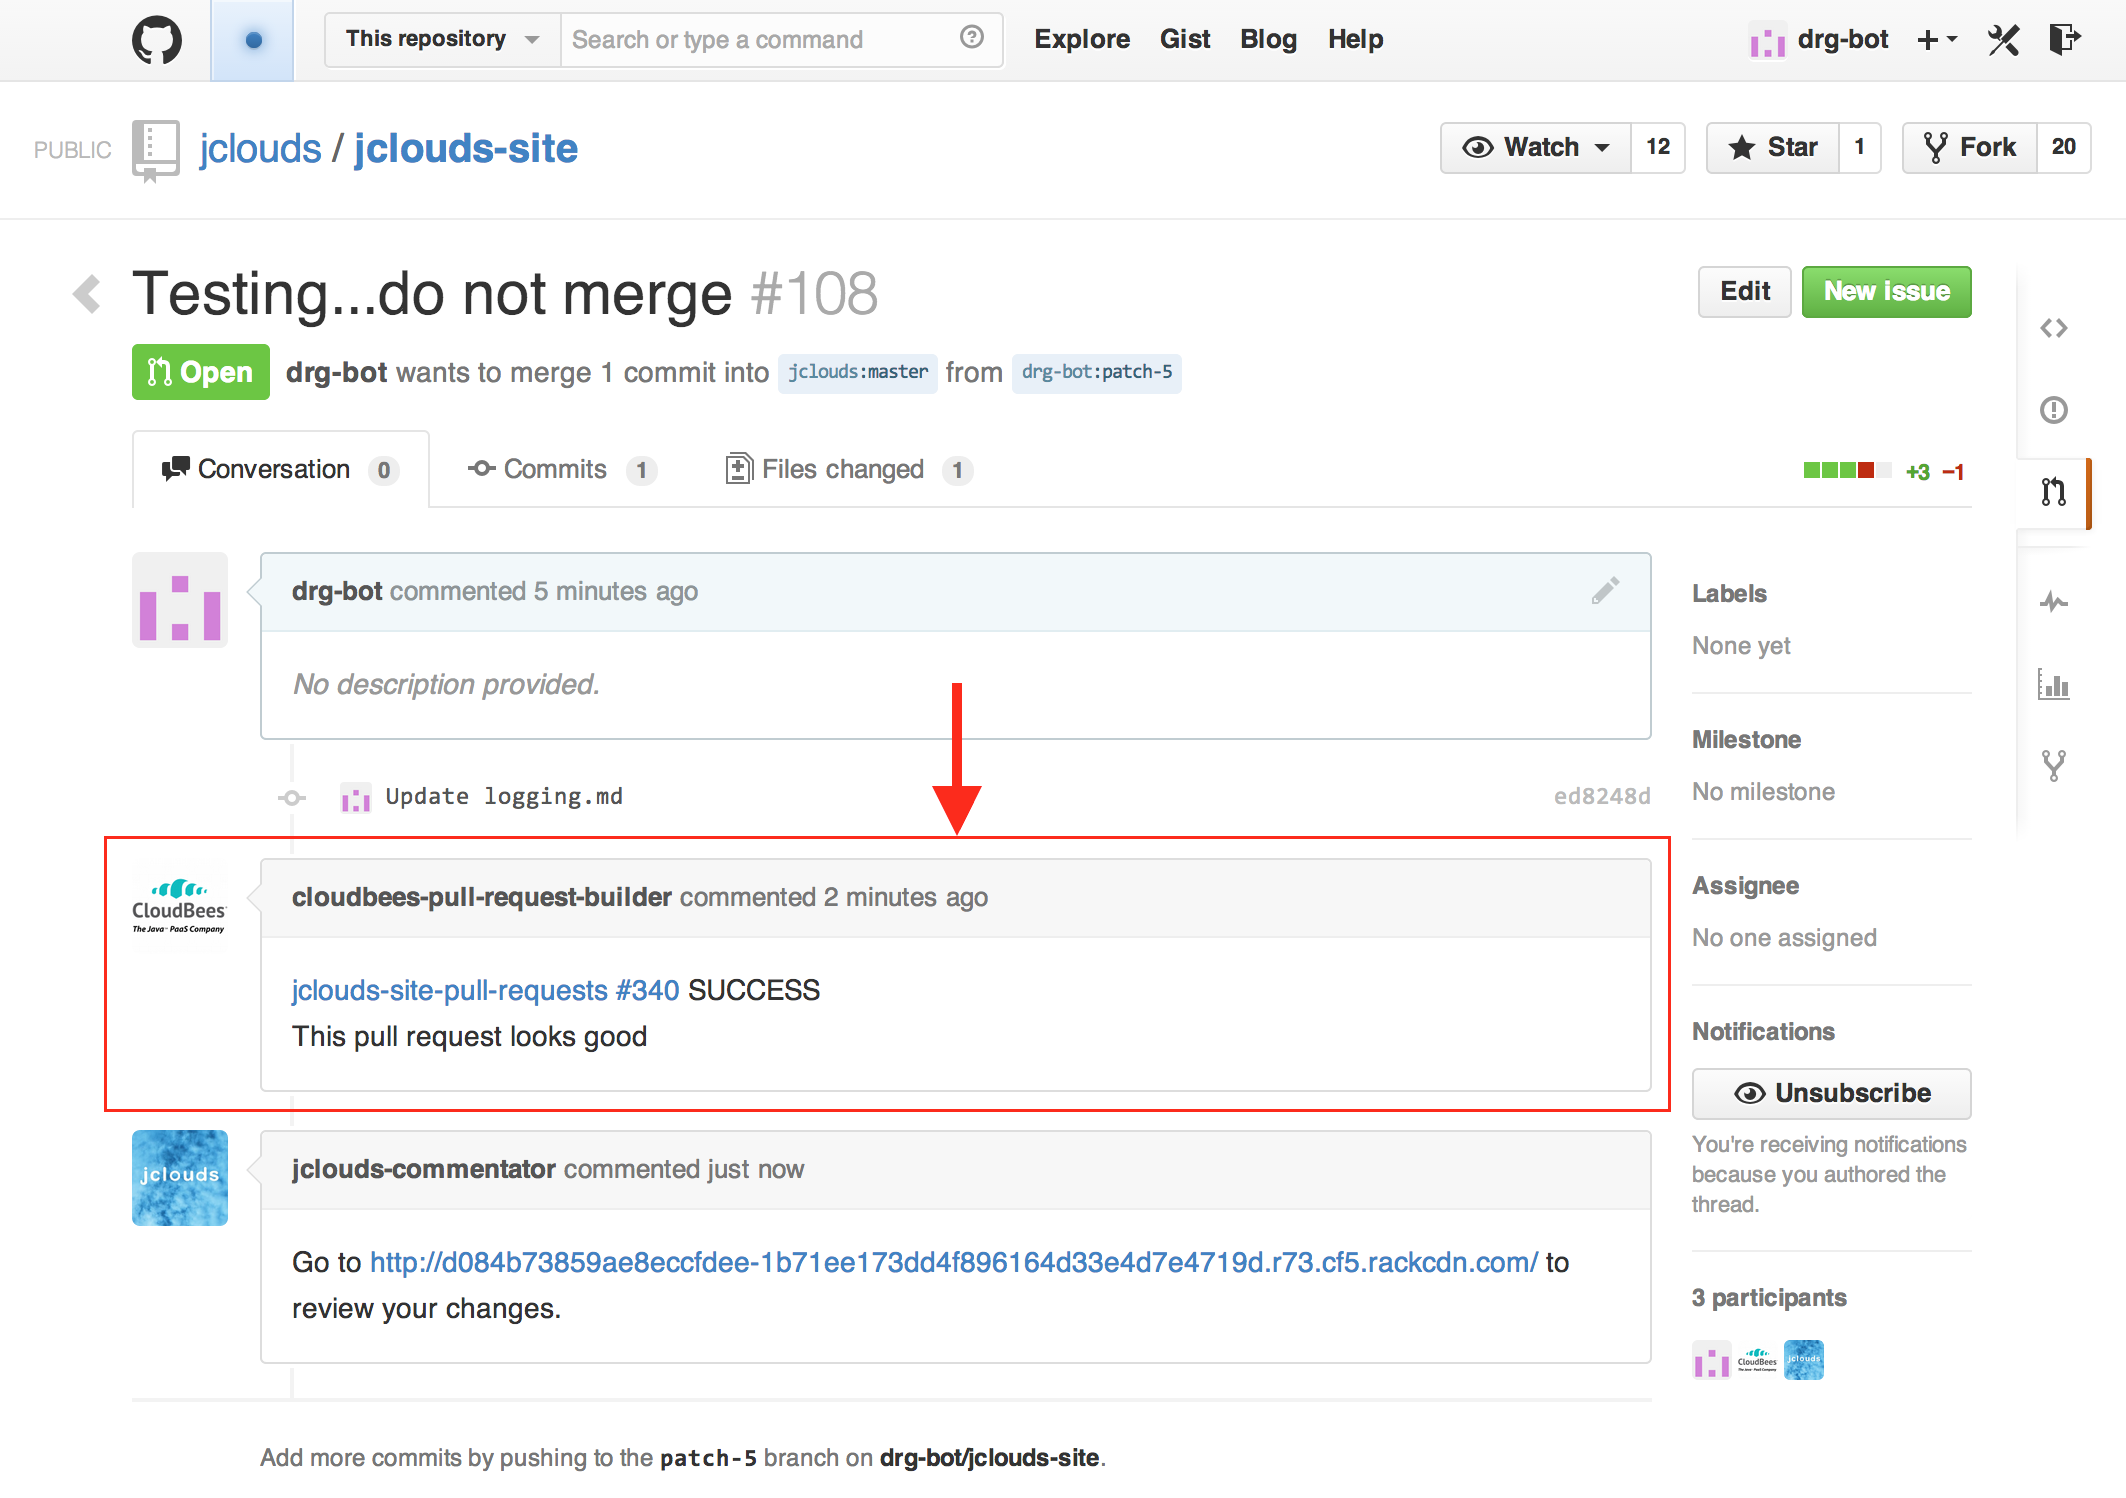 This repository Search or type a command Explore Gist Blog Help drg-bot
PUBLIC jclouds / jclouds-site Watch 12 Star 1 Fork 20
Testing...do not merge #108 Edit New issue
Open drg-bot wants to merge 1 commit into jclouds:master from drg-bot:patch-5
Conversation 0 Commits 1 Files changed 1 +3 −1
drg-bot commented 5 minutes ago
No description provided.
Update logging.md ed8248d
CloudBees
The Java PaaS Company
cloudbees-pull-request-builder commented 2 minutes ago
jclouds-site-pull-requests #340 SUCCESS
This pull request looks good
jclouds
jclouds-commentator commented just now
Go to http://d084b73859ae8eccfdee-1b71ee173dd4f896164d33e4d7e4719d.r73.cf5.rackcdn.com/ to
review your changes.
Add more commits by pushing to the patch-5 branch on drg-bot/jclouds-site.
Labels
None yet
Milestone
No milestone
Assignee
No one assigned
Notifications
Unsubscribe
You're receiving notifications
because you authored the
thread.
3 participants
CloudBees
The Java PaaS Company
jclouds